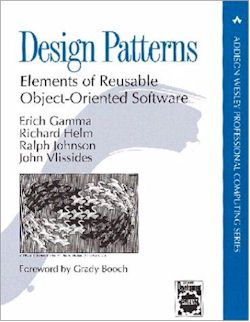 Design Patterns
Elements of Reusable
Object-Oriented Software
Erich Gamma
Richard Helm
Ralph Johnson
John Vlissides
Foreword by Grady Booch
ADDISON-WESLEY PROFESSIONAL COMPUTING SERIES